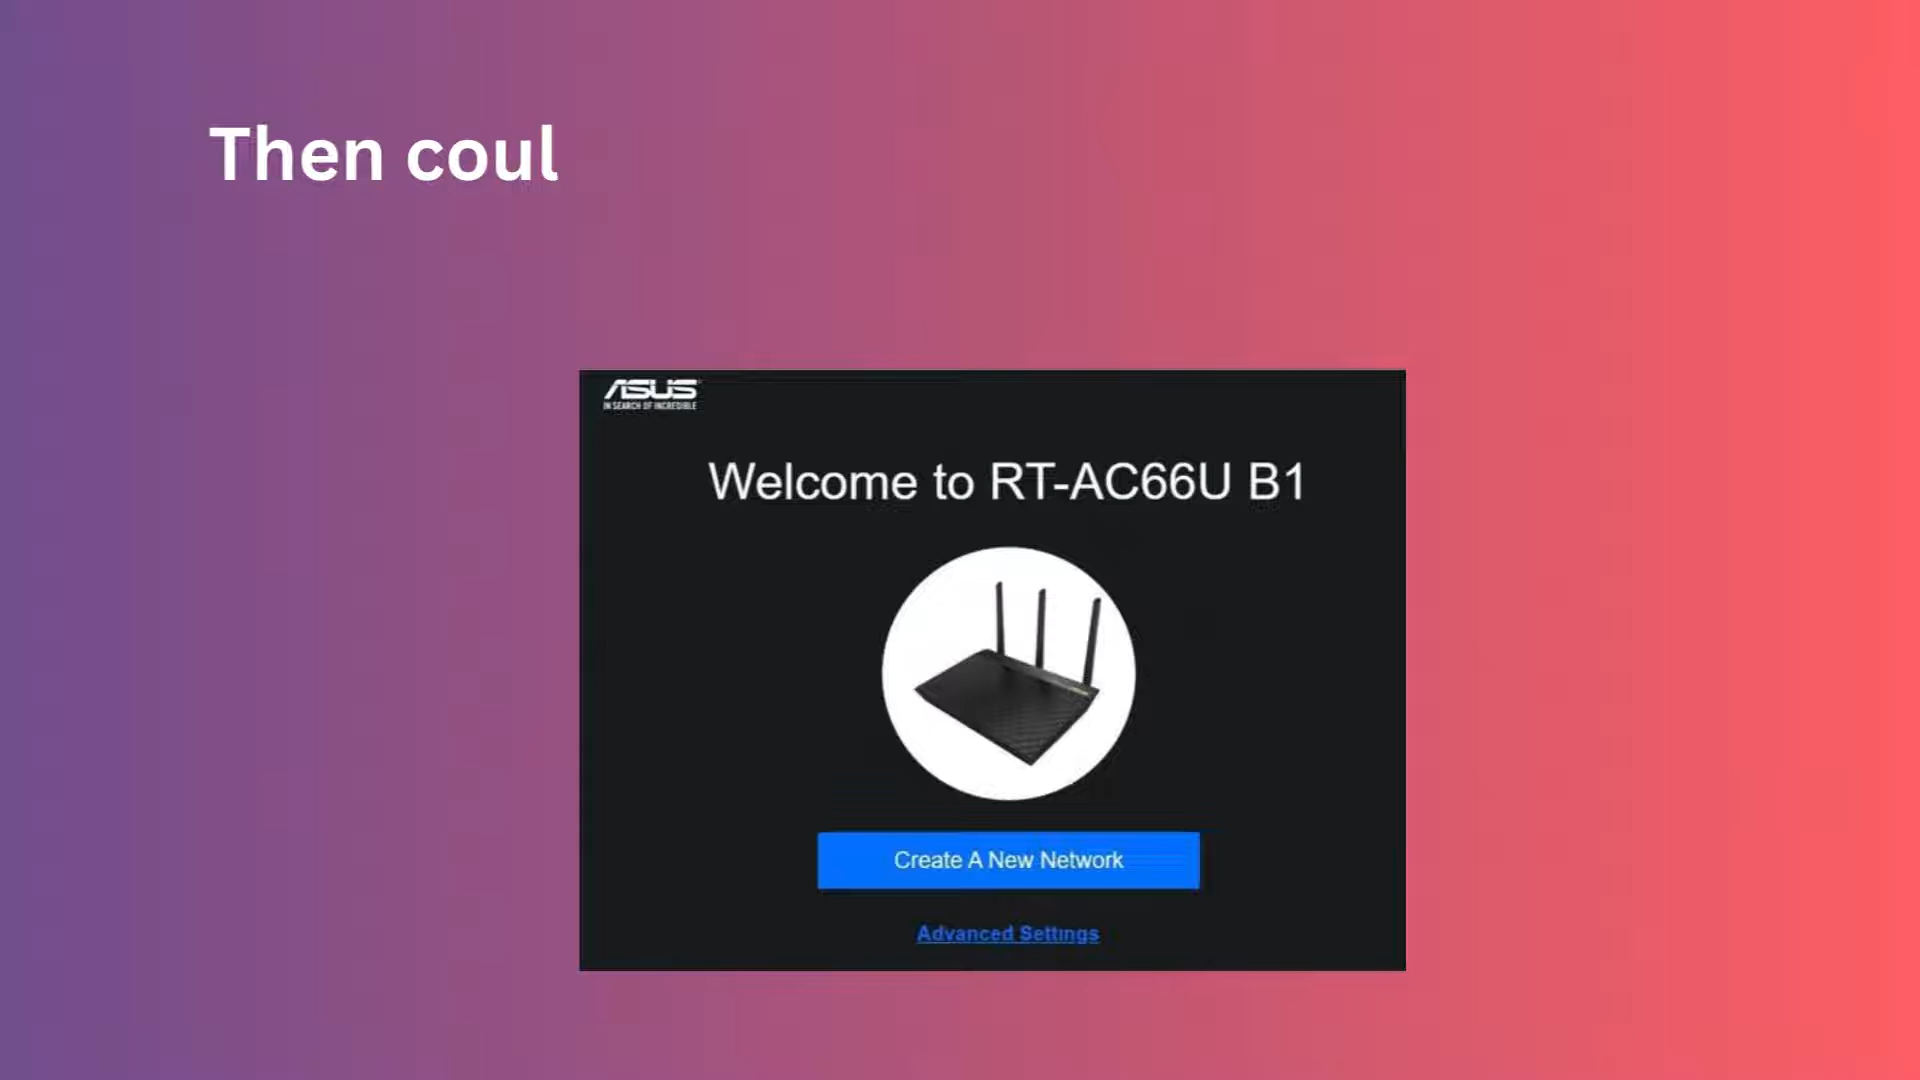 Then coul
ASUS
IN SEARCH OF INCREDIBLE
Welcome to RT-AC66U B1
Create A New Network
Advanced Settings